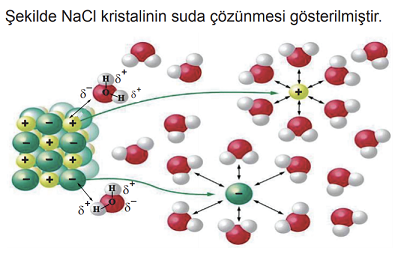 Şekilde NaCl kristalinin suda çözünmesi gösterilmiştir.
H δ⁺
δ⁻ O H δ⁺
+ − +
− + −
+ − +
− + −
+
−
δ⁺ H δ⁺
H O δ⁻